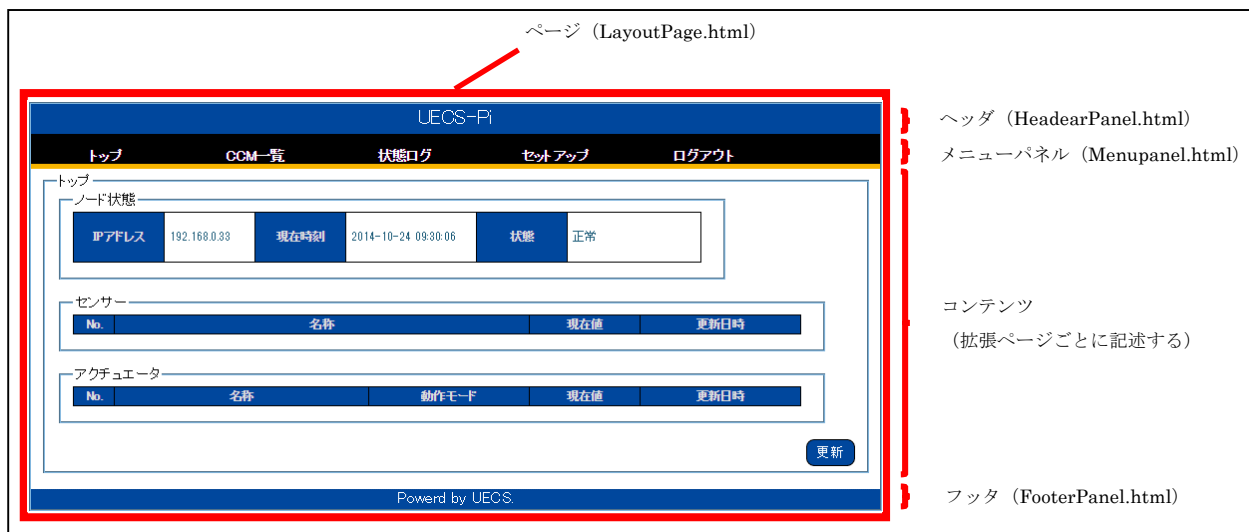 ページ（LayoutPage.html）
UECS-Pi
ヘッダ（HeadearPanel.html）
トップ CCM一覧 状態ログ セットアップ ログアウト
メニューパネル（Menupanel.html）
トップ
ノード状態
IPアドレス 192.168.0.33 現在時刻 2014-10-24 09:30:06 状態 正常
センサー
No. 名称 現在値 更新日時
コンテンツ
（拡張ページごとに記述する）
アクチュエータ
No. 名称 動作モード 現在値 更新日時
更新
Powerd by UECS.
フッタ（FooterPanel.html）